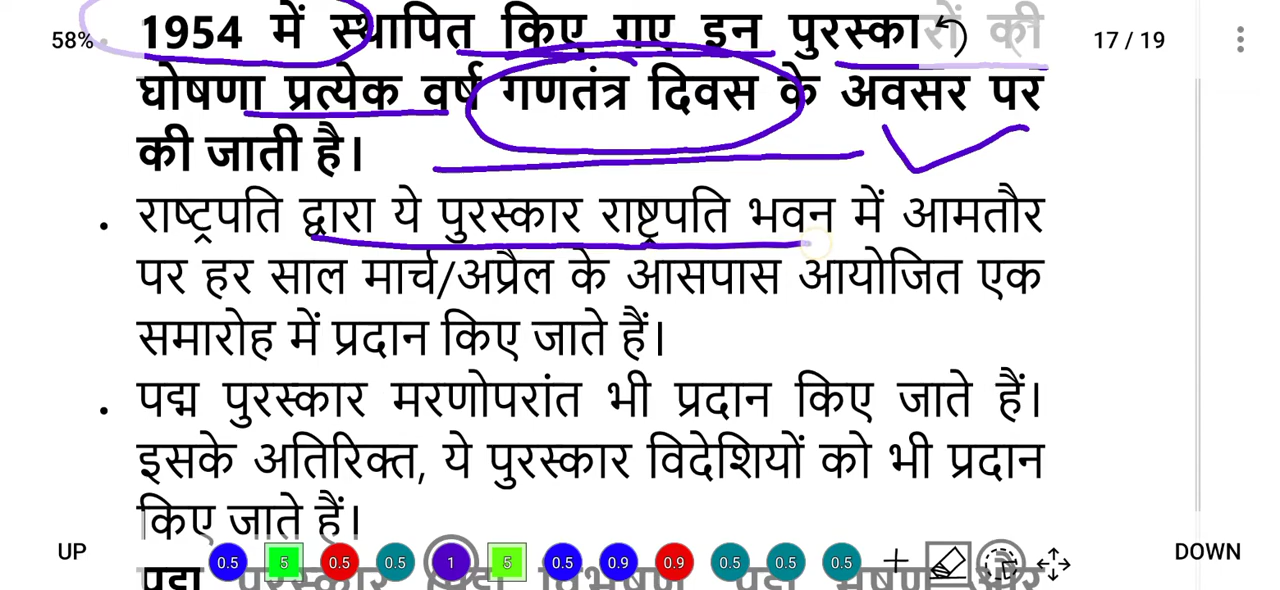 58%
1954 में स्थापित किए गए इन पुरस्कारों की
17 / 19
घोषणा प्रत्येक वर्ष गणतंत्र दिवस के अवसर पर
की जाती है।
• राष्ट्रपति द्वारा ये पुरस्कार राष्ट्रपति भवन में आमतौर
पर हर साल मार्च/अप्रैल के आसपास आयोजित एक
समारोह में प्रदान किए जाते हैं।
• पद्म पुरस्कार मरणोपरांत भी प्रदान किए जाते हैं।
इसके अतिरिक्त, ये पुरस्कार विदेशियों को भी प्रदान
किए जाते हैं।
UP 0.5 5 0.5 0.5 1 5 0.5 0.9 0.9 0.5 0.5 0.5 DOWN